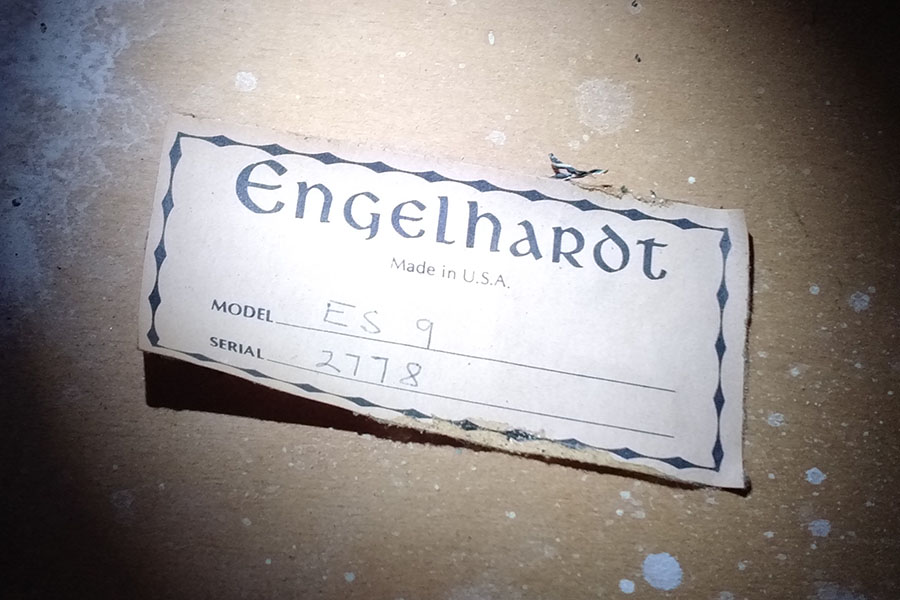 Engelhardt
Made in U.S.A.
MODEL ES 9
SERIAL 2778